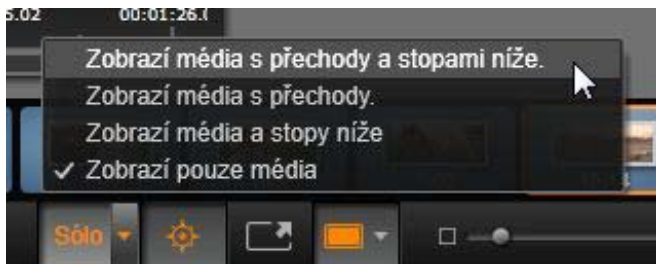 5.02 00:01:26.(
Zobrazí média s přechody a stopami níže.
Zobrazí média s přechody.
Zobrazí média a stopy níže
✓ Zobrazí pouze média
Sólo